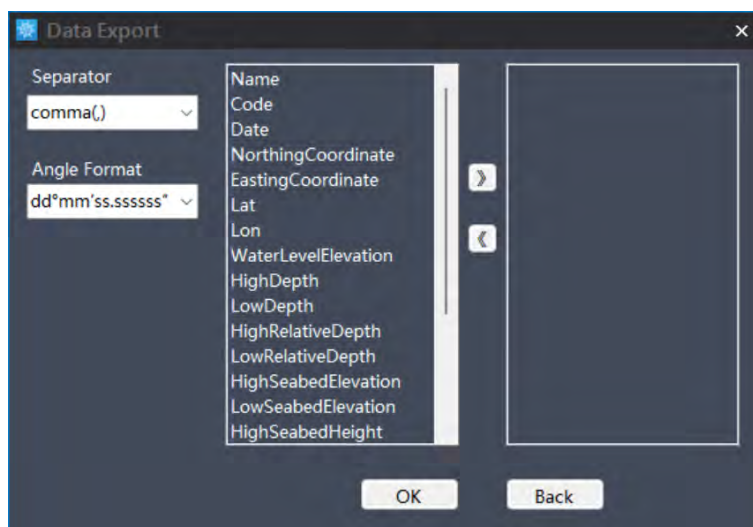 Data Export
Separator
comma(,)
Angle Format
dd°mm'ss.ssssss"
Name
Code
Date
NorthingCoordinate
EastingCoordinate
Lat
Lon
WaterLevelElevation
HighDepth
LowDepth
HighRelativeDepth
LowRelativeDepth
HighSeabedElevation
LowSeabedElevation
HighSeabedHeight
》
《
OK
Back